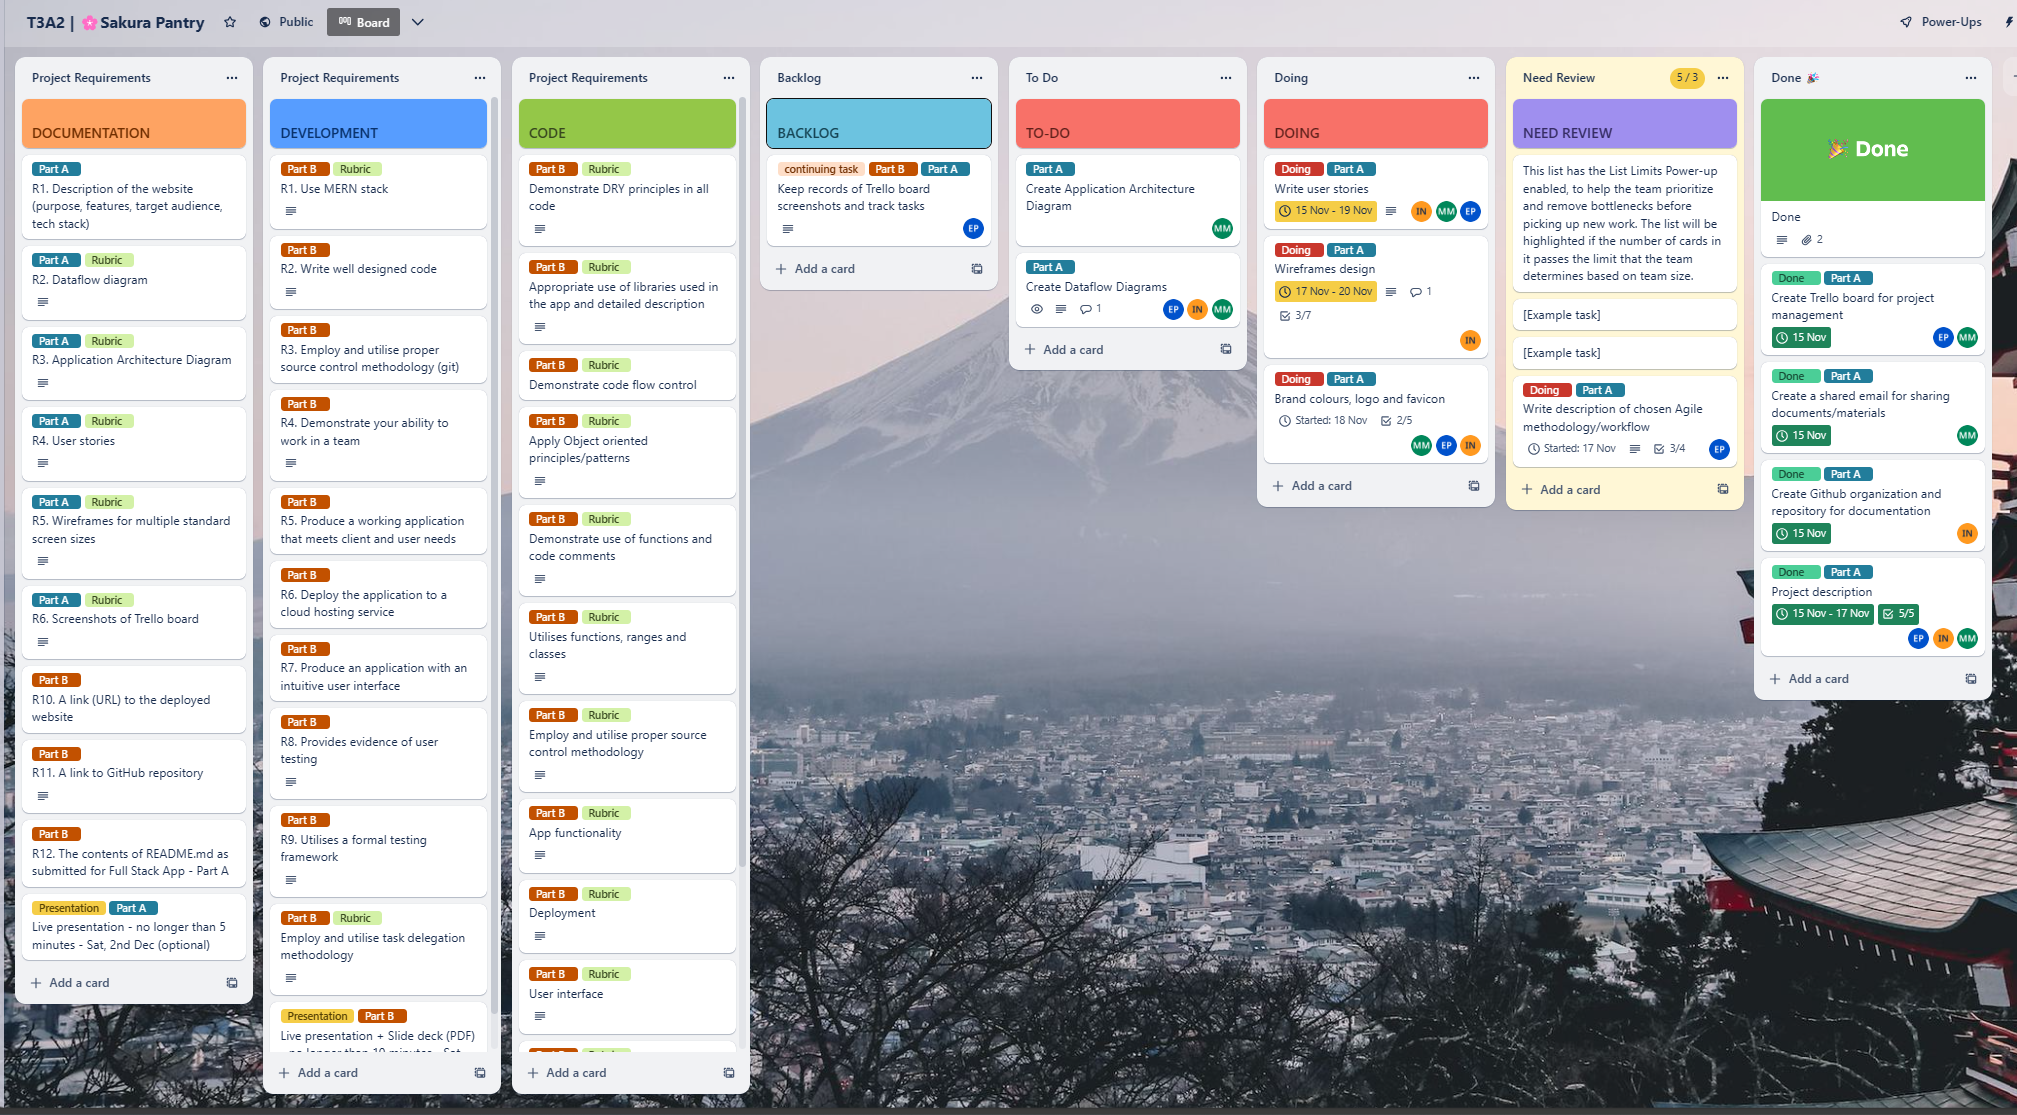 T3A2 | 🌸Sakura Pantry
Public
Board
Power-Ups
Project Requirements
DOCUMENTATION
Part A
R1. Description of the website
(purpose, features, target audience,
tech stack)
Part A Rubric
R2. Dataflow diagram
Part A Rubric
R3. Application Architecture Diagram
Part A Rubric
R4. User stories
Part A Rubric
R5. Wireframes for multiple standard
screen sizes
Part A Rubric
R6. Screenshots of Trello board
Part B
R10. A link (URL) to the deployed
website
Part B
R11. A link to GitHub repository
Part B
R12. The contents of README.md as
submitted for Full Stack App - Part A
Presentation Part A
Live presentation - no longer than 5
minutes - Sat, 2nd Dec (optional)
+ Add a card
Project Requirements
DEVELOPMENT
Part B Rubric
R1. Use MERN stack
Part B
R2. Write well designed code
Part B
R3. Employ and utilise proper
source control methodology (git)
Part B
R4. Demonstrate your ability to
work in a team
Part B
R5. Produce a working application
that meets client and user needs
Part B
R6. Deploy the application to a
cloud hosting service
Part B
R7. Produce an application with an
intuitive user interface
Part B
R8. Provides evidence of user
testing
Part B
R9. Utilises a formal testing
framework
Part B Rubric
Employ and utilise task delegation
methodology
Presentation Part B
Live presentation + Slide deck (PDF)
- no longer than 10 minutes - Sat
+ Add a card
Project Requirements
CODE
Part B Rubric
Demonstrate DRY principles in all
code
Part B Rubric
Appropriate use of libraries used in
the app and detailed description
Part B Rubric
Demonstrate code flow control
Part B Rubric
Apply Object oriented
principles/patterns
Part B Rubric
Demonstrate use of functions and
code comments
Part B Rubric
Utilises functions, ranges and
classes
Part B Rubric
Employ and utilise proper source
control methodology
Part B Rubric
App functionality
Part B Rubric
Deployment
Part B Rubric
User interface
+ Add a card
Backlog
BACKLOG
continuing task Part B Part A
Keep records of Trello board
screenshots and track tasks
EP
+ Add a card
To Do
TO-DO
Part A
Create Application Architecture
Diagram
MM
Part A
Create Dataflow Diagrams
1 EP IN MM
+ Add a card
Doing
DOING
Doing Part A
Write user stories
15 Nov - 19 Nov IN MM EP
Doing Part A
Wireframes design
17 Nov - 20 Nov 1
3/7
IN
Doing Part A
Brand colours, logo and favicon
Started: 18 Nov 2/5
MM EP IN
+ Add a card
Need Review 5 / 3
NEED REVIEW
This list has the List Limits Power-up
enabled, to help the team prioritize
and remove bottlenecks before
picking up new work. The list will be
highlighted if the number of cards in
it passes the limit that the team
determines based on team size.
[Example task]
[Example task]
Doing Part A
Write description of chosen Agile
methodology/workflow
Started: 17 Nov 3/4 EP
+ Add a card
Done 🎉
🎉 Done
Done
2
Done Part A
Create Trello board for project
management
15 Nov EP MM
Done Part A
Create a shared email for sharing
documents/materials
15 Nov MM
Done Part A
Create Github organization and
repository for documentation
15 Nov IN
Done Part A
Project description
15 Nov - 17 Nov 5/5
EP IN MM
+ Add a card